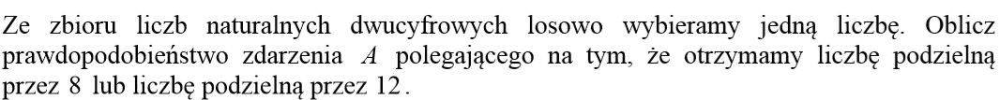 Ze zbioru liczb naturalnych dwucyfrowych losowo wybieramy jedną liczbę. Oblicz
prawdopodobieństwo zdarzenia A polegającego na tym, że otrzymamy liczbę podzielną
przez 8 lub liczbę podzielną przez 12.